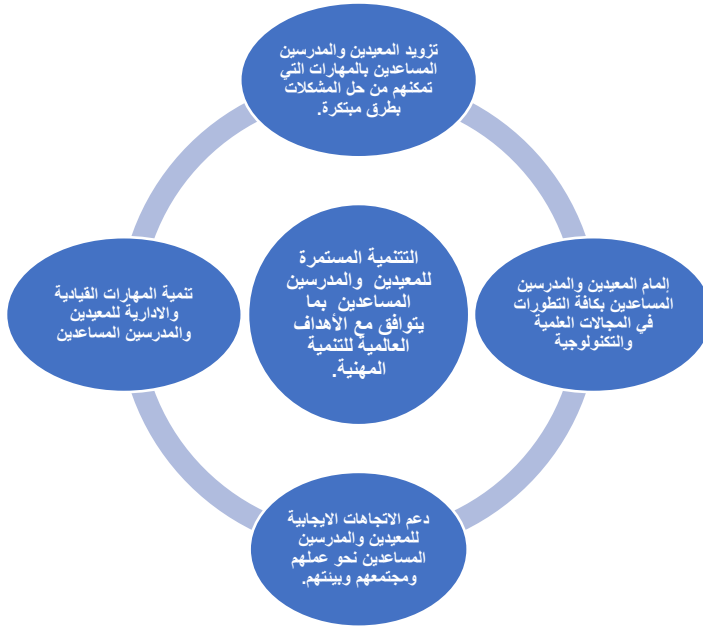 تزويد المعيدين والمدرسين
المساعدين بالمهارات التي
تمكنهم من حل المشكلات
بطرق مبتكرة.
إلمام المعيدين والمدرسين
المساعدين بكافة التطورات
في المجالات العلمية
والتكنولوجية
التتنمية المستمرة
للمعيدين والمدرسين
المساعدين بما
يتوافق مع الأهداف
العالمية للتنمية
المهنية.
تنمية المهارات القيادية
والادارية للمعيدين
والمدرسين المساعدين
دعم الاتجاهات الايجابية
للمعيدين والمدرسين
المساعدين نحو عملهم
ومجتمعهم وبيئتهم.